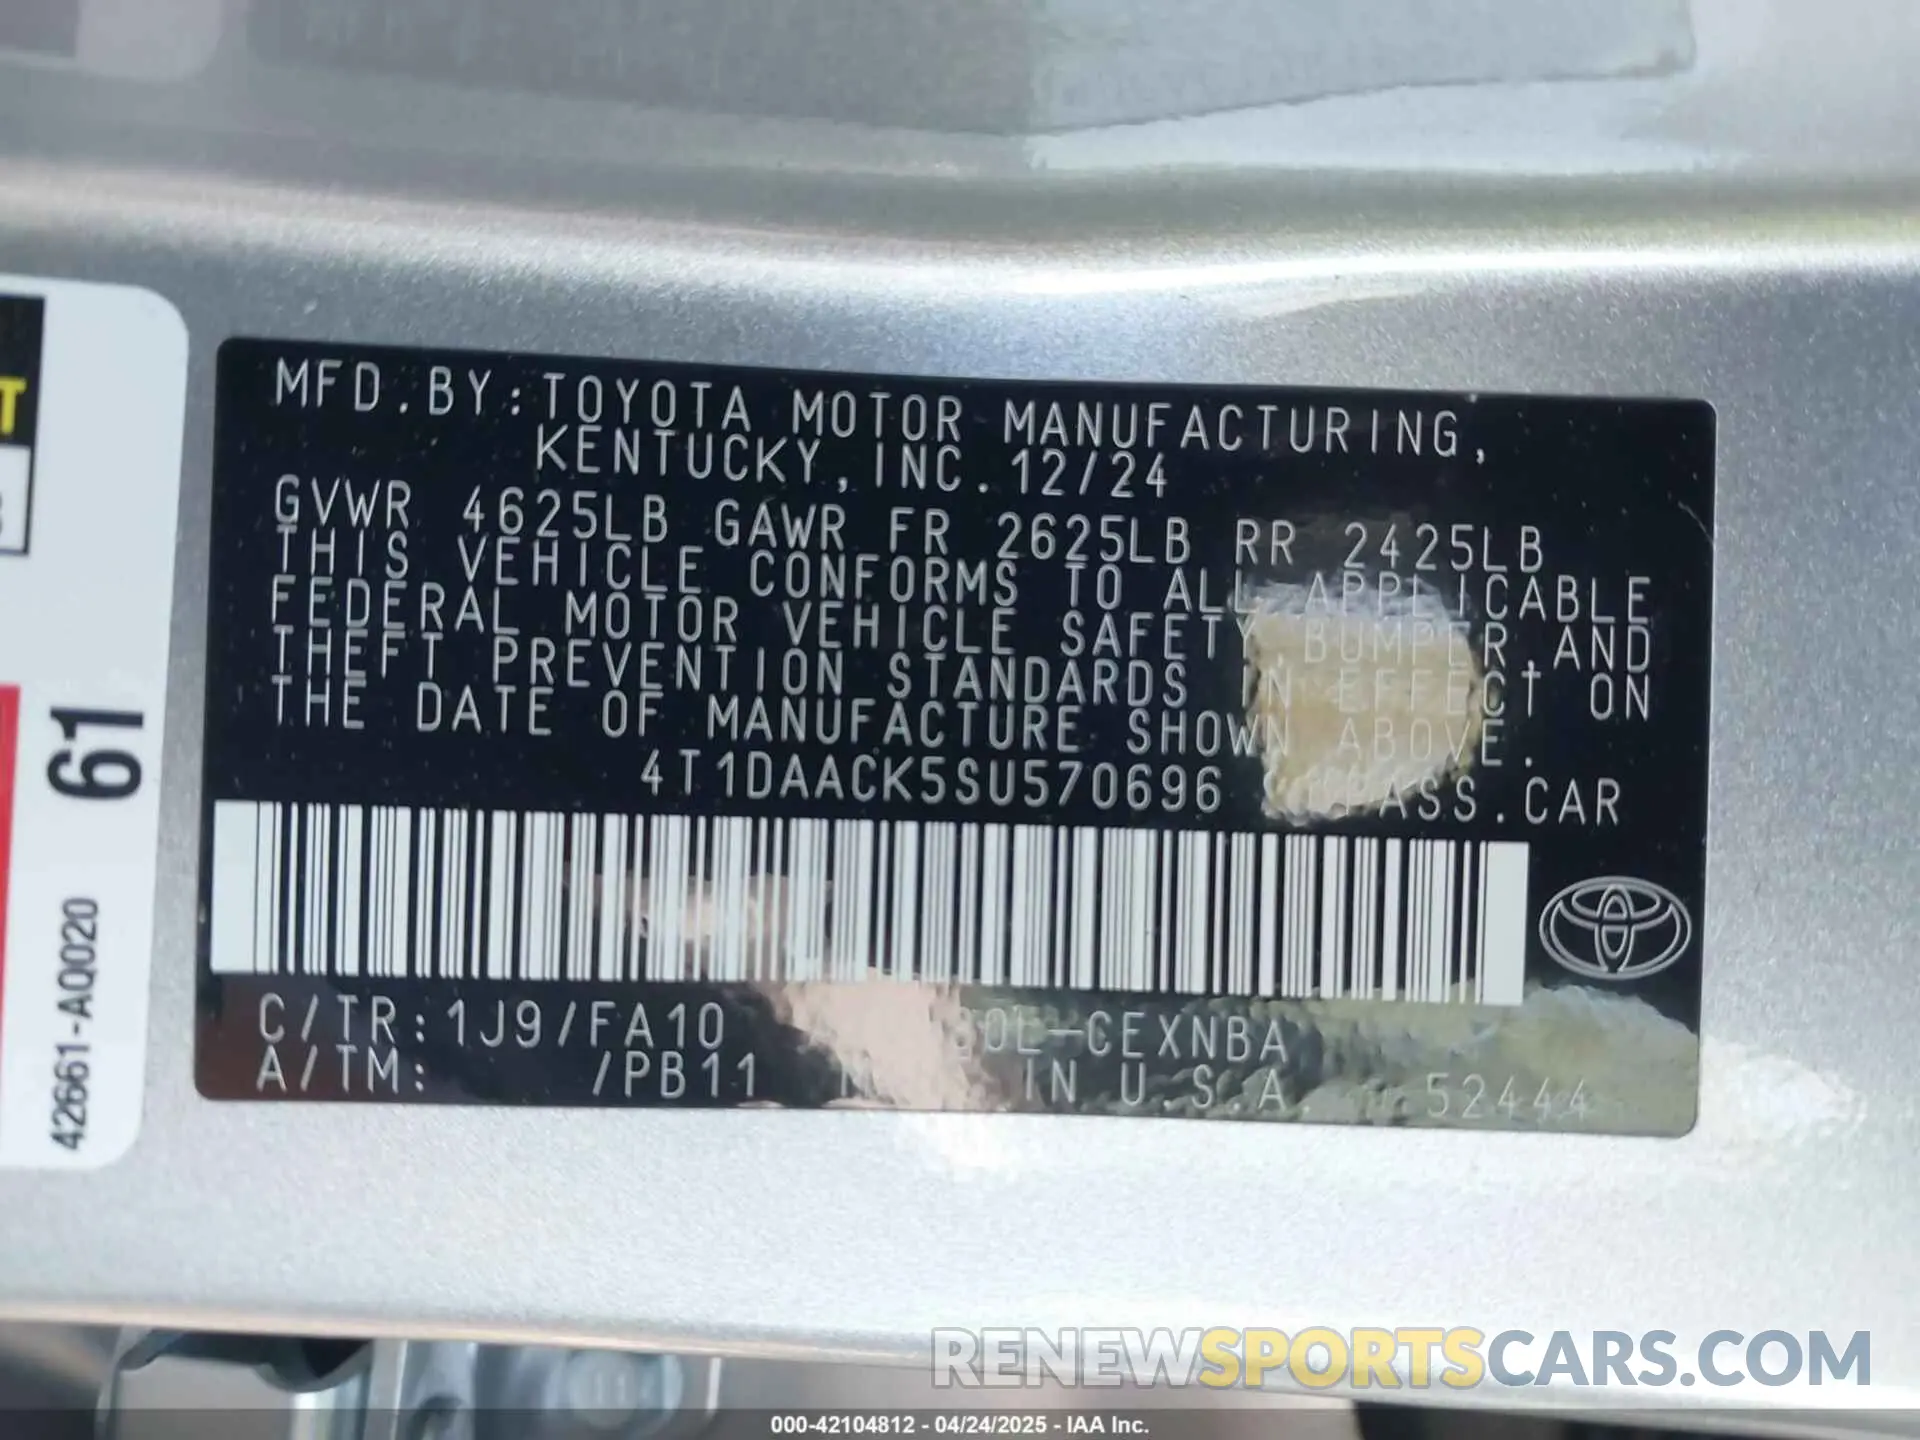 MFD.BY:TOYOTA MOTOR MANUFACTURING,
KENTUCKY, INC. 12/24
GVWR 4625LB GAWR FR 2625LB RR 2425LB
THIS VEHICLE CONFORMS TO ALL APPLICABLE
FEDERAL MOTOR VEHICLE SAFETY, BUMPER, AND
THEFT PREVENTION STANDARDS IN EFFECT ON
THE DATE OF MANUFACTURE SHOWN ABOVE.
4T1DAACK5SU570696 PASS.CAR
C/TR:1J9/FA10 L-CEXNBA
A/TM: /PB11 IN U.S.A. 52444
T
61
42661-AQ020
RENEWSPORTSCARS.COM
000-42104812 - 04/24/2025 - IAA Inc.